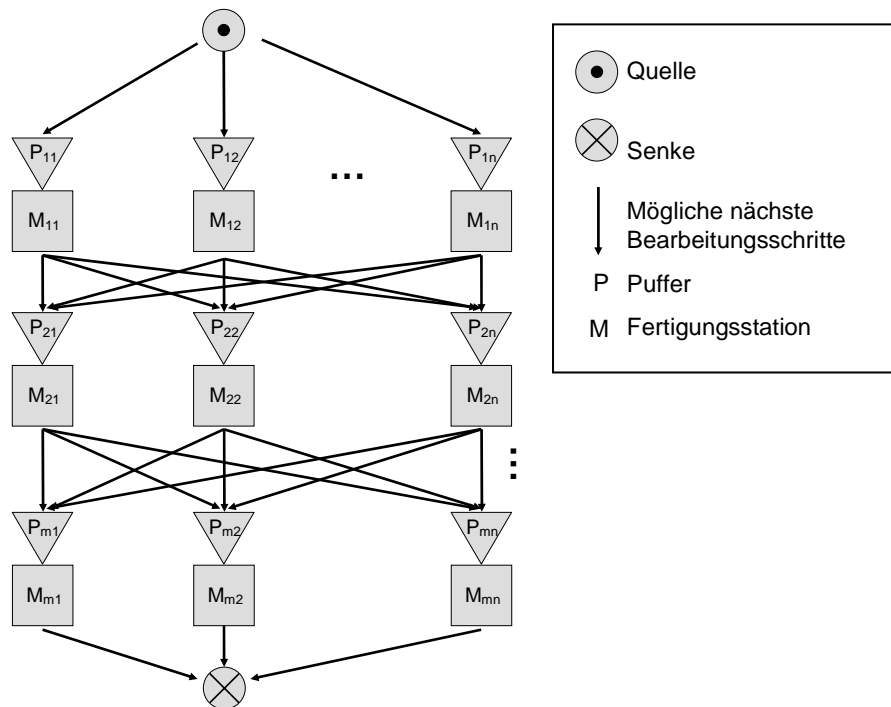 P11 P12 P1n
...
M11 M12 M1n
P21 P22 P2n
M21 M22 M2n
...
Pm1 Pm2 Pmn
Mm1 Mm2 Mmn
Quelle
Senke
Mögliche nächste
Bearbeitungsschritte
P Puffer
M Fertigungsstation